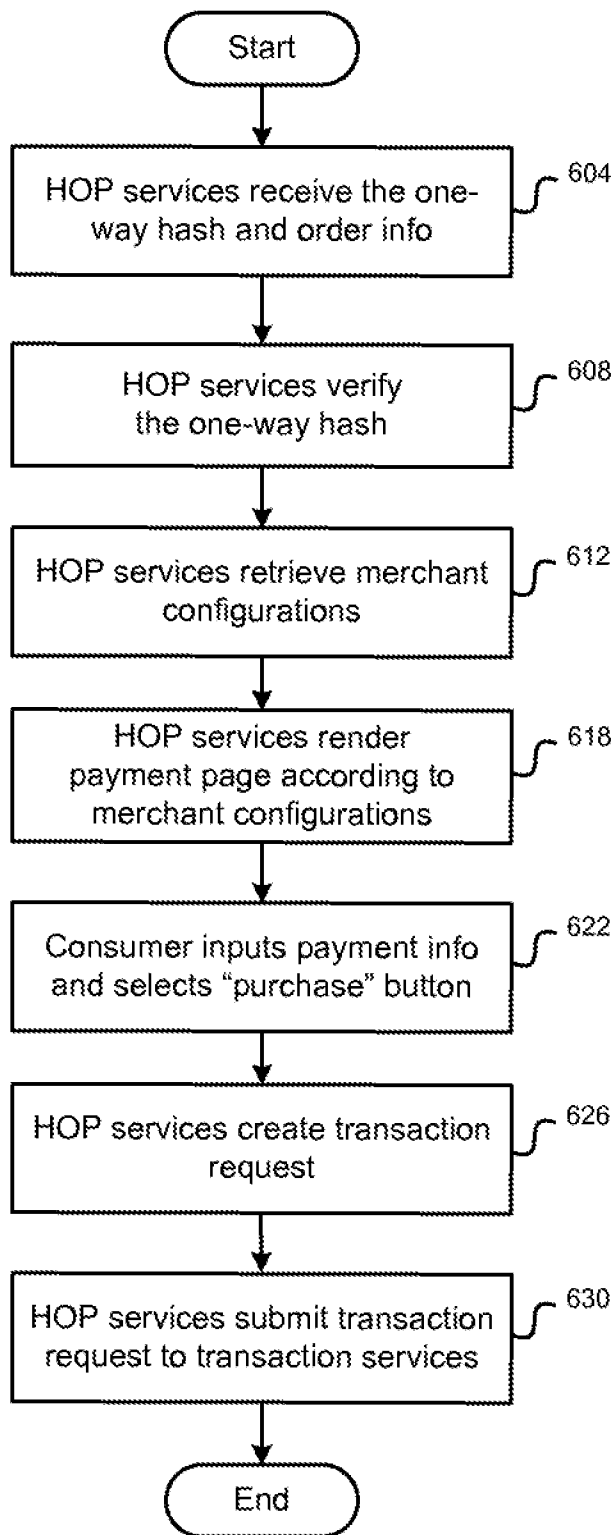 Start
HOP services receive the one-
way hash and order info
604
HOP services verify
the one-way hash
608
HOP services retrieve merchant
configurations
612
HOP services render
payment page according to
merchant configurations
618
Consumer inputs payment info
and selects “purchase” button
622
HOP services create transaction
request
626
HOP services submit transaction
request to transaction services
630
End